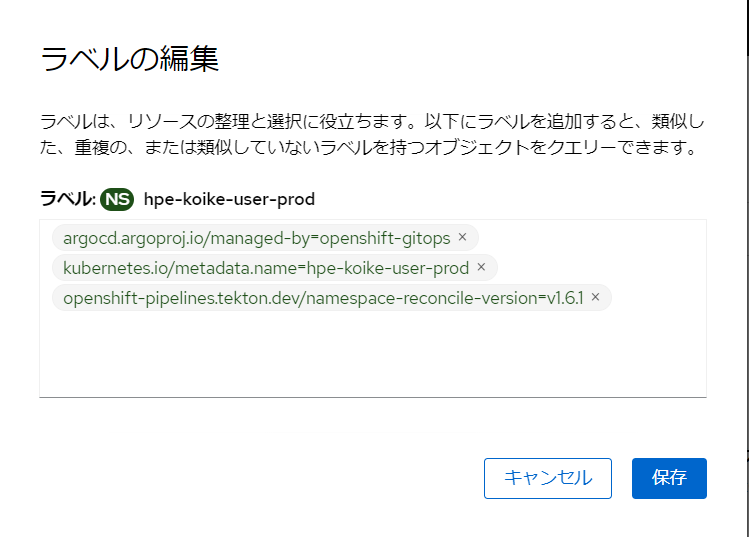 ラベルの編集
ラベルは、リソースの整理と選択に役立ちます。以下にラベルを追加すると、類似し
た、重複の、または類似していないラベルを持つオブジェクトをクエリーできます。
ラベル: NS hpe-koike-user-prod
argocd.argoproj.io/managed-by=openshift-gitops ×
kubernetes.io/metadata.name=hpe-koike-user-prod ×
openshift-pipelines.tekton.dev/namespace-reconcile-version=v1.6.1 ×
キャンセル 保存